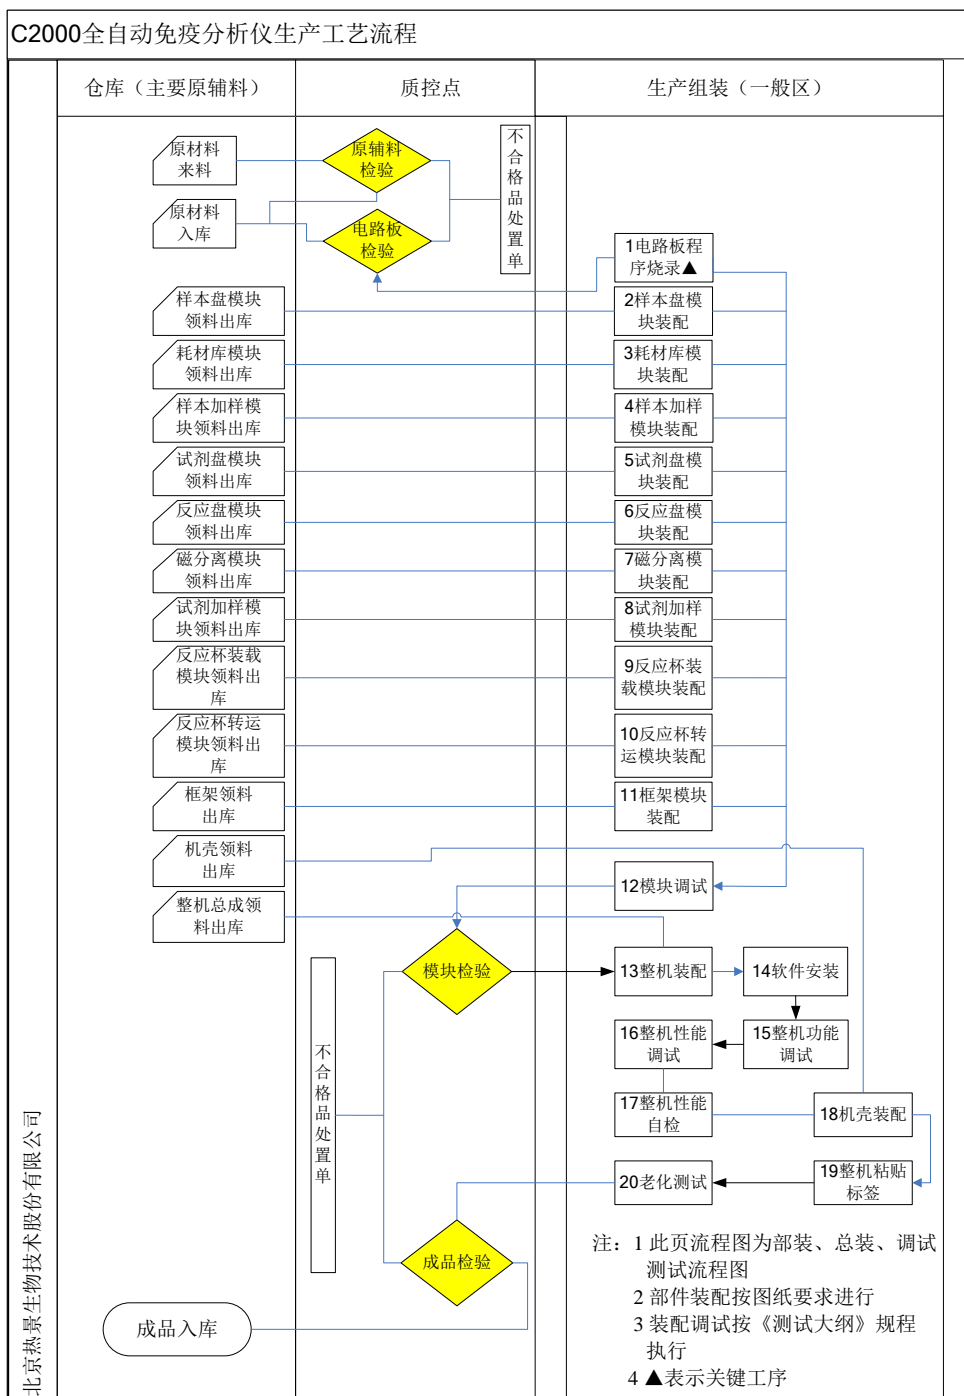 C2000全自动免疫分析仪生产工艺流程
仓库（主要原辅料）
质控点
生产组装（一般区）
原材料
来料
原辅料
检验
不合格品处置单
原材料
入库
电路板
检验
1电路板程
序烧录▲
样本盘模块
领料出库
2样本盘模
块装配
耗材库模块
领料出库
3耗材库模
块装配
样本加样模
块领料出库
4样本加样
模块装配
试剂盘模块
领料出库
5试剂盘模
块装配
反应盘模块
领料出库
6反应盘模
块装配
磁分离模块
领料出库
7磁分离模
块装配
试剂加样模
块领料出库
8试剂加样
模块装配
反应杯装载
模块领料出
库
9反应杯装
载模块装配
反应杯转运
模块领料出
库
10反应杯转
运模块装配
框架领料
出库
11框架模块
装配
机壳领料
出库
12模块调试
整机总成领
料出库
模块检验
13整机装配
14软件安装
不合格品处置单
16整机性能
调试
15整机功能
调试
17整机性能
自检
18机壳装配
20老化测试
19整机粘贴
标签
成品检验
成品入库
注：1 此页流程图为部装、总装、调试
测试流程图
2 部件装配按图纸要求进行
3 装配调试按《测试大纲》规程
执行
4 ▲表示关键工序
北京热景生物技术股份有限公司